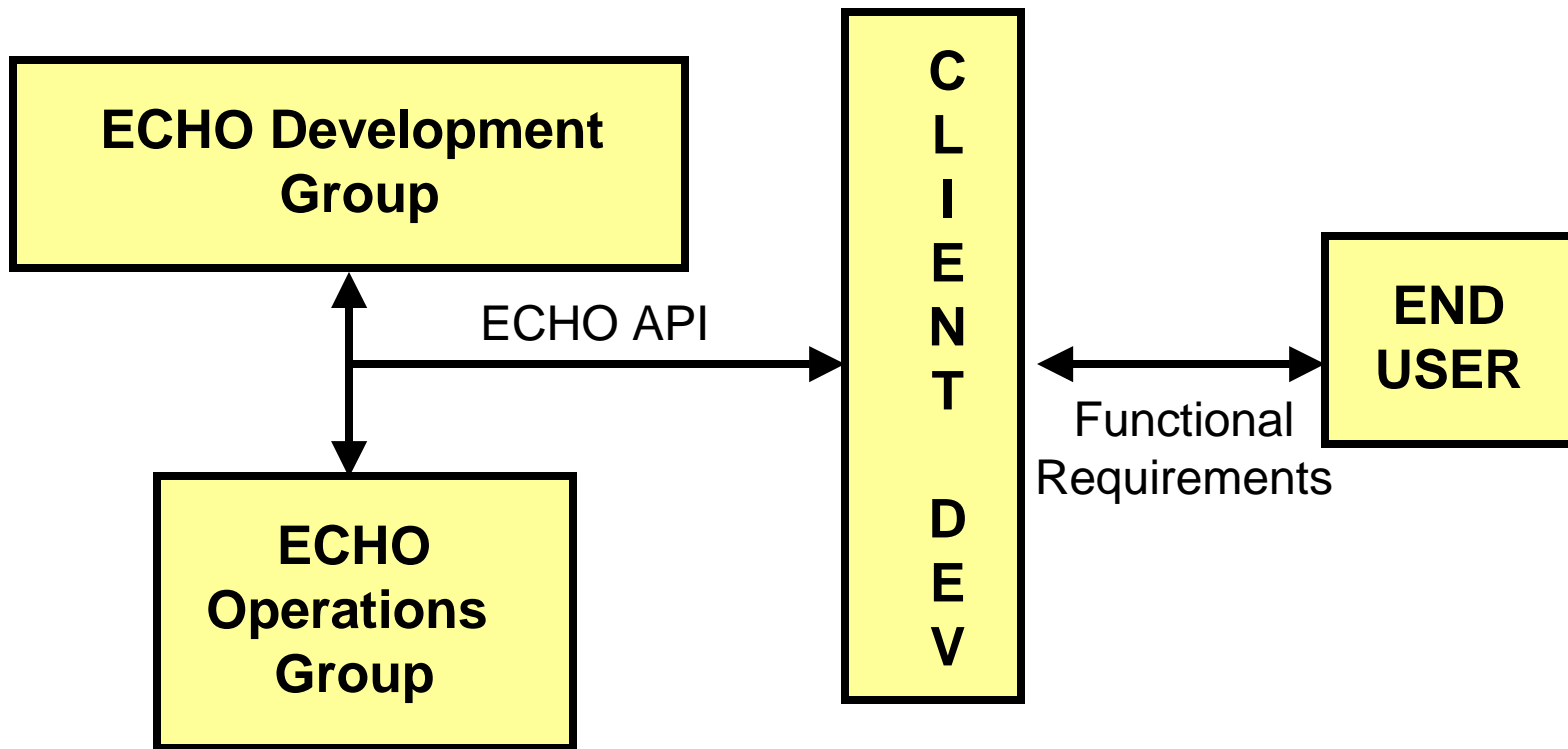 ECHO Development
Group
ECHO API
ECHO
Operations
Group
C
L
I
E
N
T
D
E
V
Functional
Requirements
END
USER